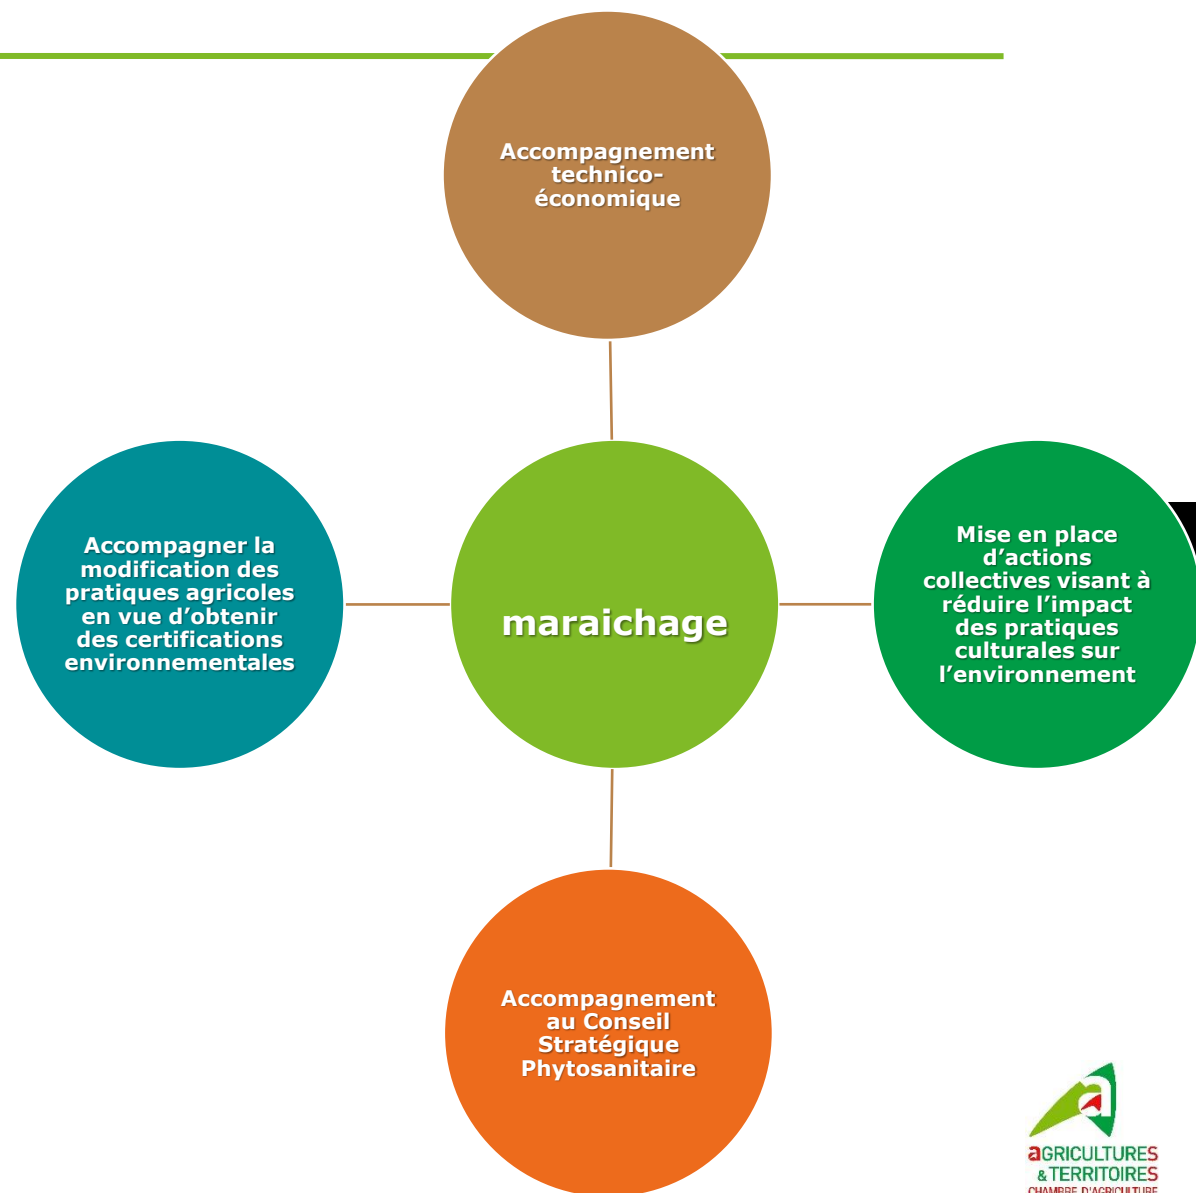 Accompagnement
technico-
économique
Accompagner la
modification des
pratiques agricoles
en vue d’obtenir
des certifications
environnementales
maraichage
Mise en place
d’actions
collectives visant à
réduire l’impact
des pratiques
culturales sur
l’environnement
Accompagnement
au Conseil
Stratégique
Phytosanitaire
aGRICULTURES
& TERRITOIRES
CHAMBRE D'AGRICULTURE